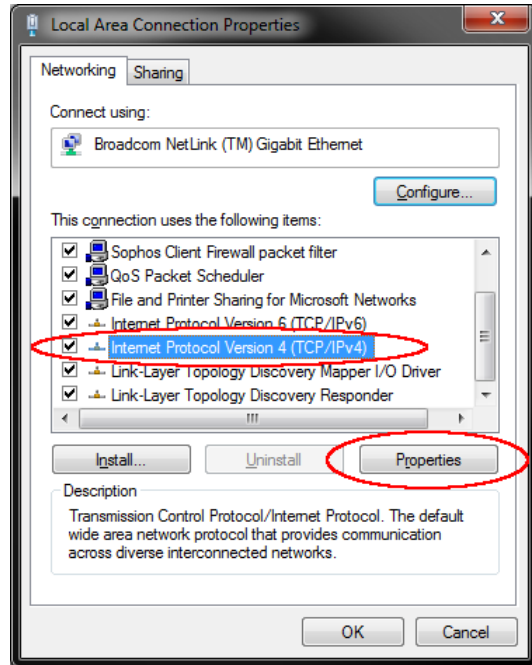 Local Area Connection Properties
Networking
Sharing
Connect using:
Broadcom NetLink (TM) Gigabit Ethernet
Configure...
This connection uses the following items:
Sophos Client Firewall packet filter
QoS Packet Scheduler
File and Printer Sharing for Microsoft Networks
Internet Protocol Version 6 (TCP/IPv6)
Internet Protocol Version 4 (TCP/IPv4)
Link-Layer Topology Discovery Mapper I/O Driver
Link-Layer Topology Discovery Responder
Install...
Uninstall
Properties
Description
Transmission Control Protocol/Internet Protocol. The default
wide area network protocol that provides communication
across diverse interconnected networks.
OK
Cancel